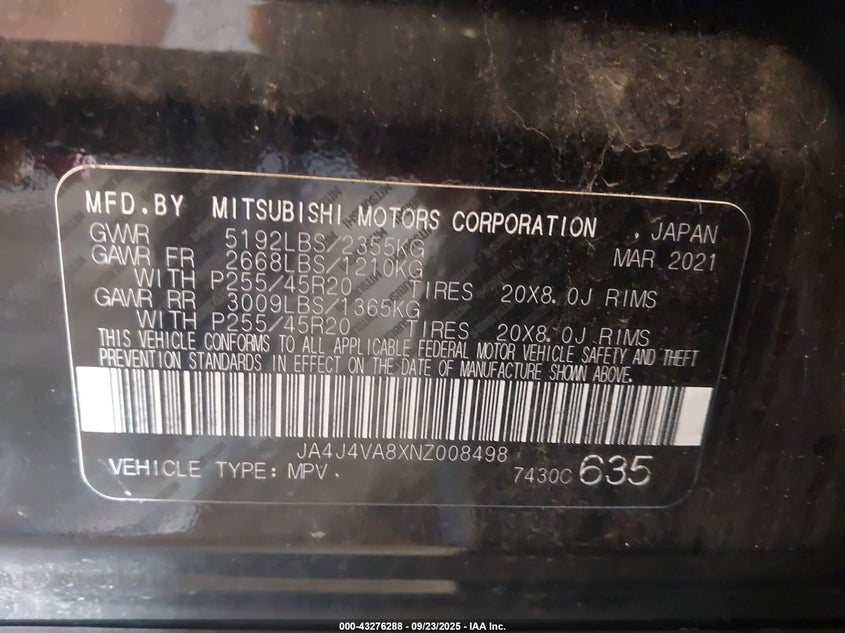 MFD.BY MITSUBISHI MOTORS CORPORATION . JAPAN
GVWR 5192LBS/2355KG MAR 2021
GAWR FR 2668LBS/1210KG
WITH P255/45R20 TIRES 20X8.0J RIMS
GAWR RR 3009LBS/1365KG
WITH P255/45R20 TIRES 20X8.0J RIMS
THIS VEHICLE CONFORMS TO ALL APPLICABLE FEDERAL MOTOR VEHICLE SAFETY AND THEFT
PREVENTION STANDARDS IN EFFECT ON THE DATE OF MANUFACTURE SHOWN ABOVE.
JA4J4VA8XNZ008498
VEHICLE TYPE: MPV. 7430C 635
000-43276288 - 09/23/2025 - IAA Inc.